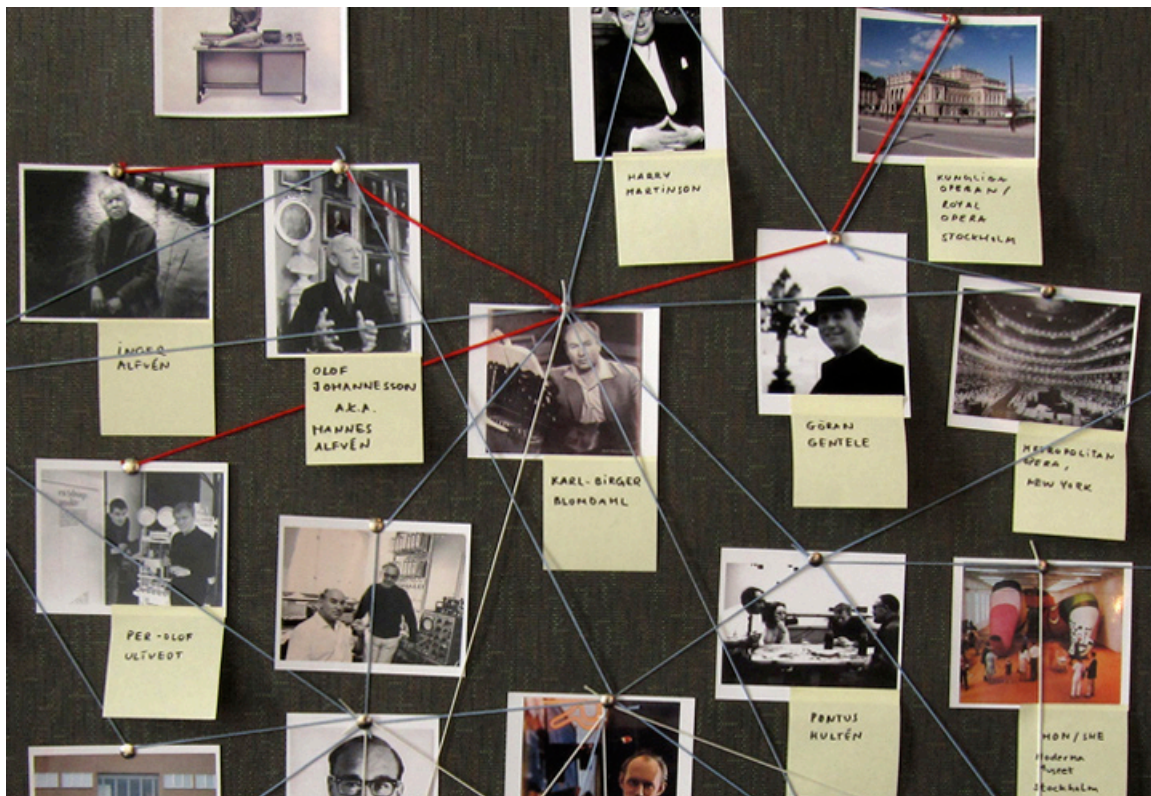 HARRY
MARTINSON
KUNGLIGA
OPERAN/
ROYAL
OPERA
STOCKHOLM
INGER
ALFVÉN
OLOF
JOHANNESSON
A.K.A.
HANNES
ALFVÉN
KARL-BIRGER
BLOMDAHL
GÖRAN
GENTELE
METROPOLITAN
OPERA,
NEW YORK
PER-OLOF
ULTVEDT
PONTUS
HULTÉN
HON/SHE
Moderna
Museet
Stockholm